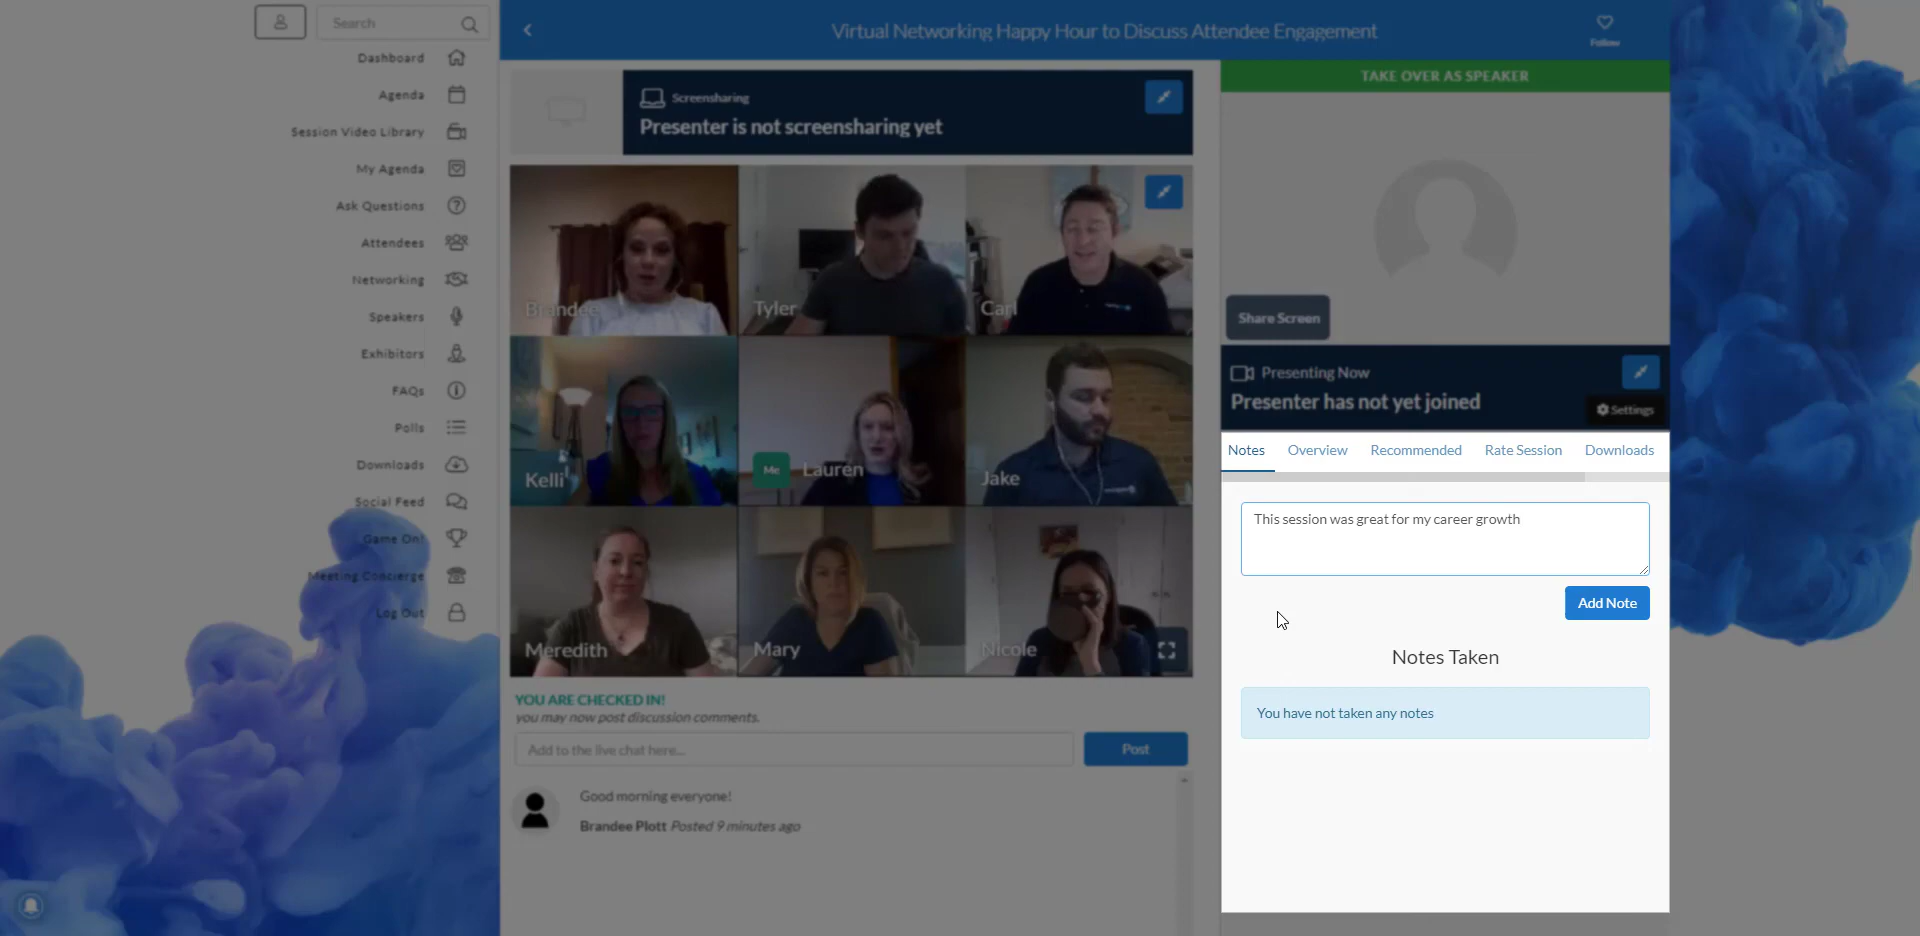 Search
Dashboard
Agenda
Session Video Library
My Agenda
Ask Questions
Attendees
Networking
Speakers
Exhibitors
FAQs
Polls
Downloads
Social Feed
Game On!
Meeting Concierge
Log Out
Virtual Networking Happy Hour to Discuss Attendee Engagement
Follow
Screensharing
Presenter is not screensharing yet
Brandee
Tyler
Carl
Kelli
Me Lauren
Jake
Meredith
Mary
Nicole
YOU ARE CHECKED IN!
you may now post discussion comments.
Add to the live chat here...
Post
Good morning everyone!
Brandee Plott Posted 9 minutes ago
TAKE OVER AS SPEAKER
Share Screen
Presenting Now
Presenter has not yet joined
Settings
Notes Overview Recommended Rate Session Downloads
This session was great for my career growth
Add Note
Notes Taken
You have not taken any notes